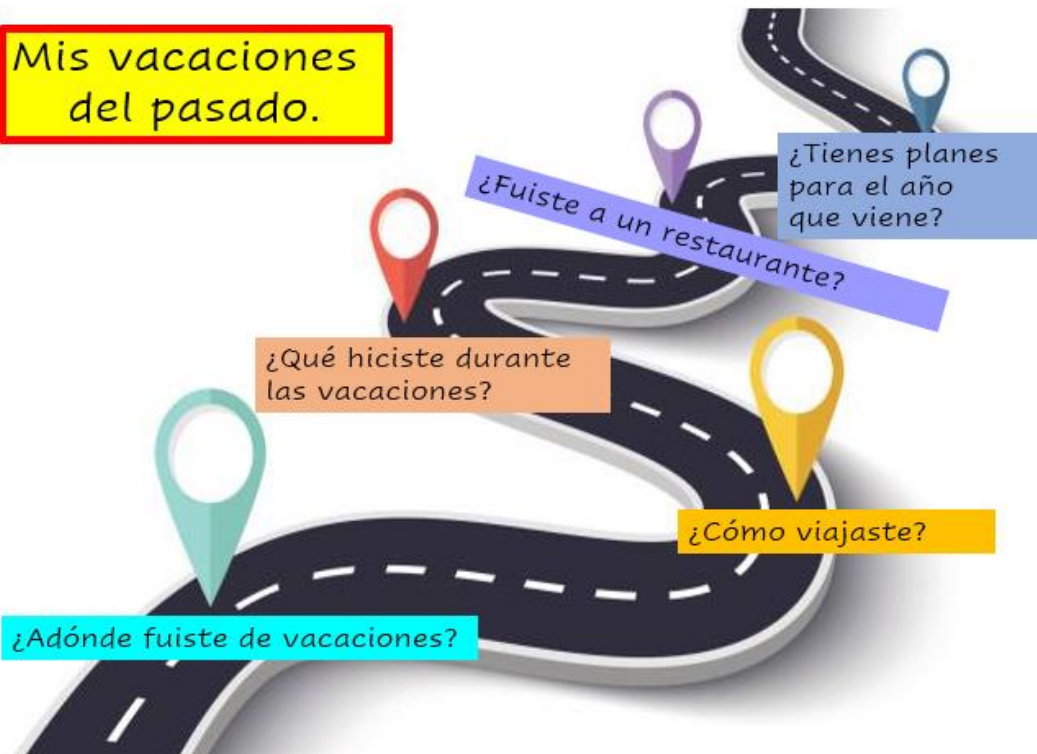 Mis vacaciones
del pasado.
¿Tienes planes
para el año
que viene?
¿Fuiste a un restaurante?
¿Qué hiciste durante
las vacaciones?
¿Cómo viajaste?
¿Adónde fuiste de vacaciones?